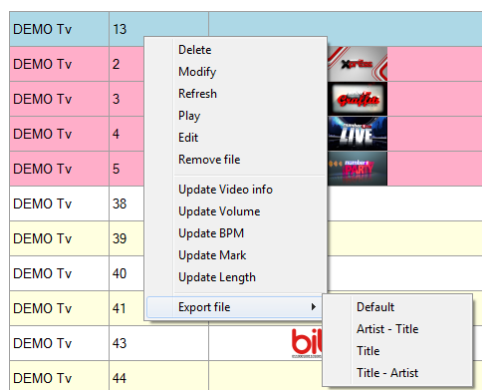 DEMO Tv 13
DEMO Tv 2
DEMO Tv 3
DEMO Tv 4
LIVE
DEMO Tv 5
PARTY
DEMO Tv 38
DEMO Tv 39
DEMO Tv 40
DEMO Tv 41
DEMO Tv 43
DEMO Tv 44
Delete
Modify
Refresh
Play
Edit
Remove file
Update Video info
Update Volume
Update BPM
Update Mark
Update Length
Export file
Default
Artist - Title
Title
Title - Artist